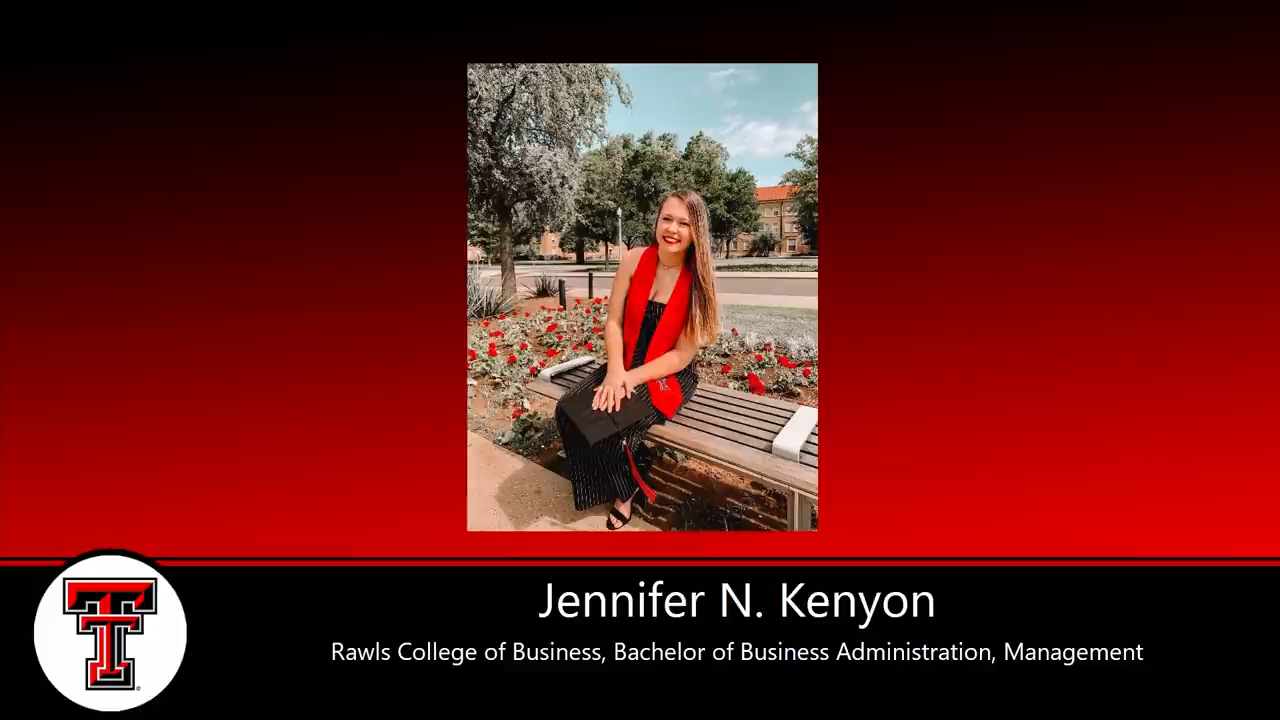 Jennifer N. Kenyon
Rawls College of Business, Bachelor of Business Administration, Management